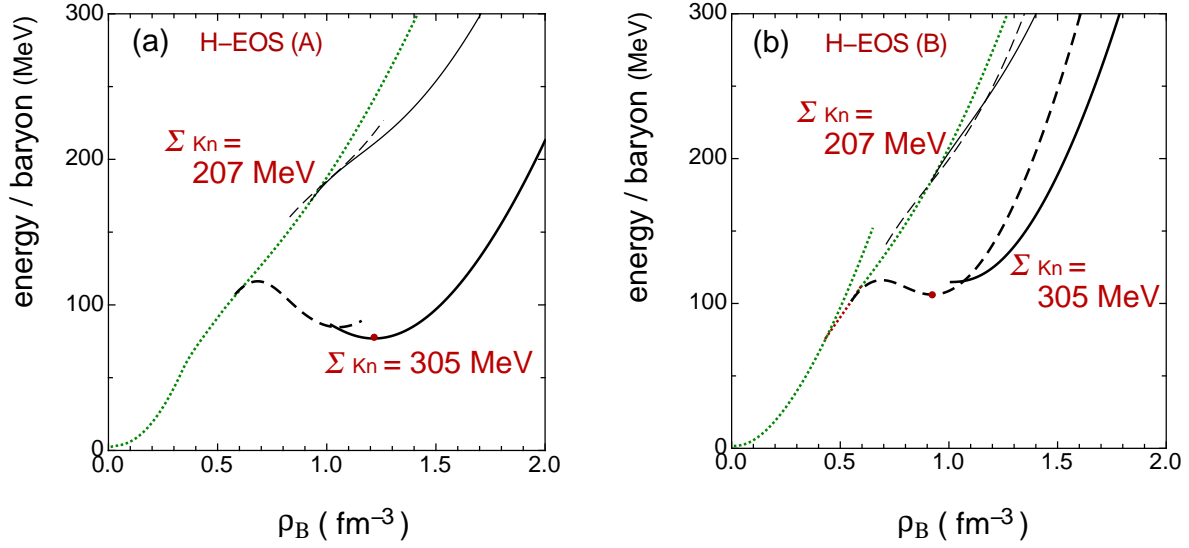 (a)
H–EOS (A)
Σ Kn =
207 MeV
Σ Kn = 305 MeV
energy / baryon (MeV)
300
200
100
0
0.0
0.5
1.0
1.5
2.0
ρB ( fm–3)
(b)
H–EOS (B)
Σ Kn =
207 MeV
Σ Kn =
305 MeV
energy / baryon (MeV)
300
200
100
0
0.0
0.5
1.0
1.5
2.0
ρB ( fm–3)